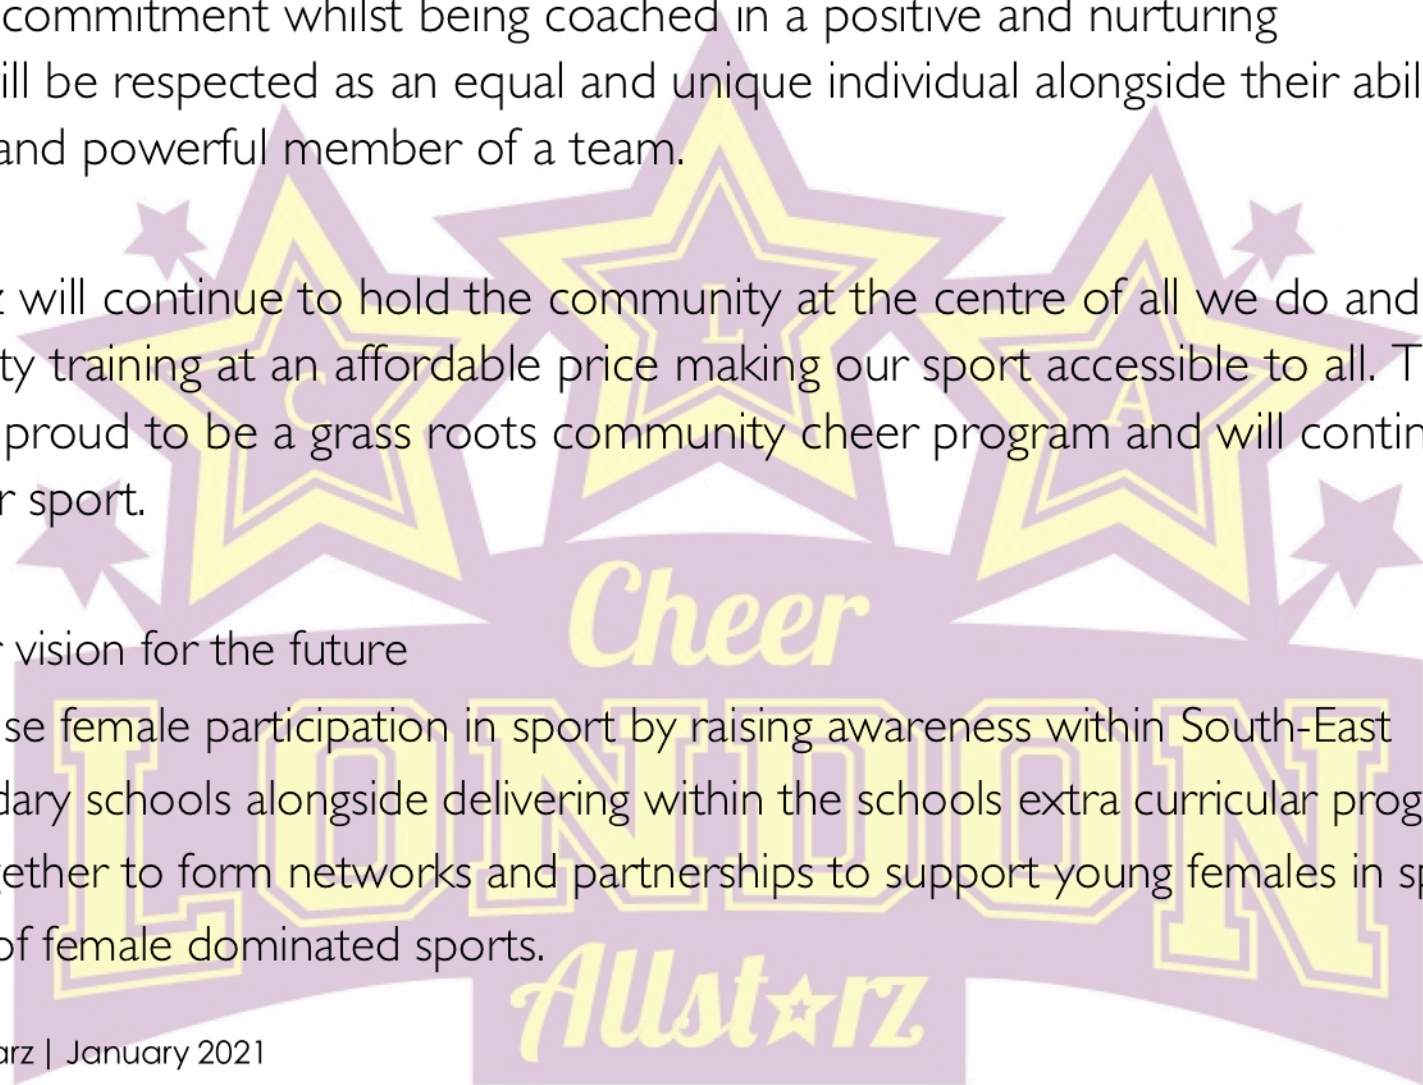 commitment whilst being coached in a positive and nurturing
ill be respected as an equal and unique individual alongside their abil
and powerful member of a team.
z will continue to hold the community at the centre of all we do and
ty training at an affordable price making our sport accessible to all. T
proud to be a grass roots community cheer program and will contin
r sport.
r vision for the future
se female participation in sport by raising awareness within South-East
dary schools alongside delivering within the schools extra curricular prog
gether to form networks and partnerships to support young females in sp
of female dominated sports.
arz | January 2021
C L A
Cheer
LONDON
Allstarz